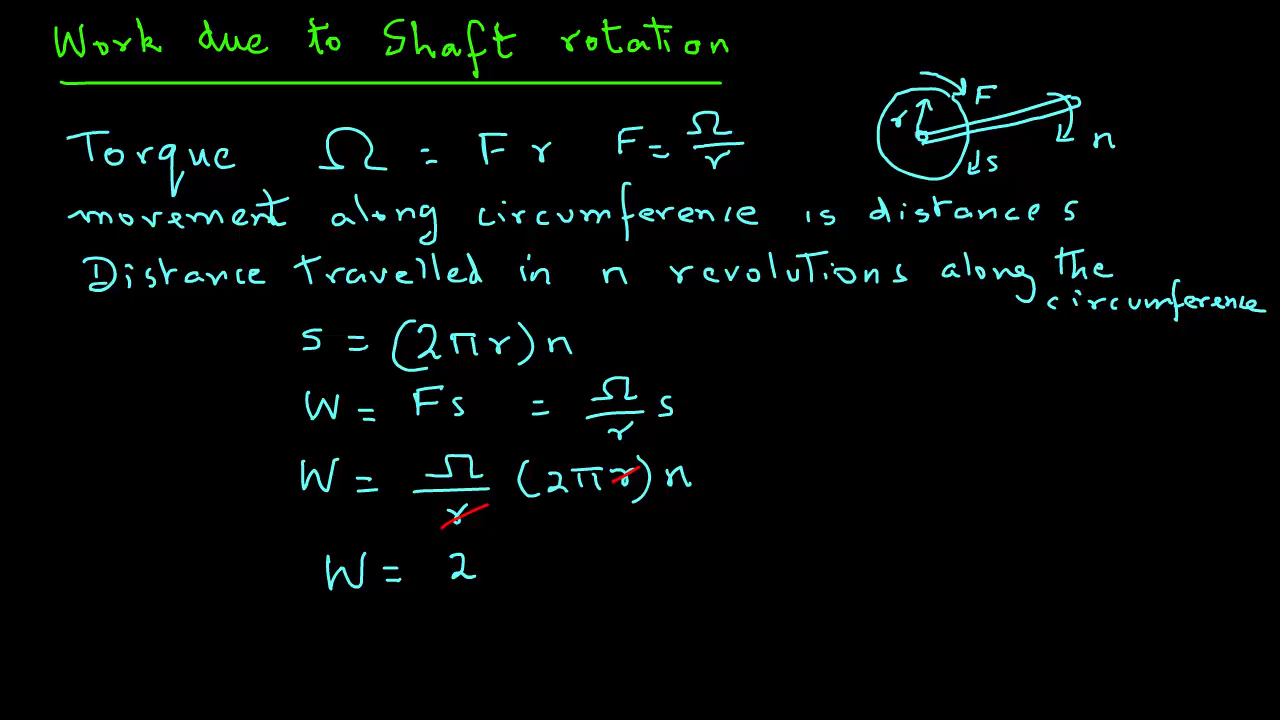 Work due to Shaft rotation
Torque Ω = F r F = Ω/r
r F s n
movement along circumference is distance s
Distance travelled in n revolutions along the circumference
s = (2πr) n
W = Fs = Ω/r s
W = Ω/r (2πr) n
W = 2